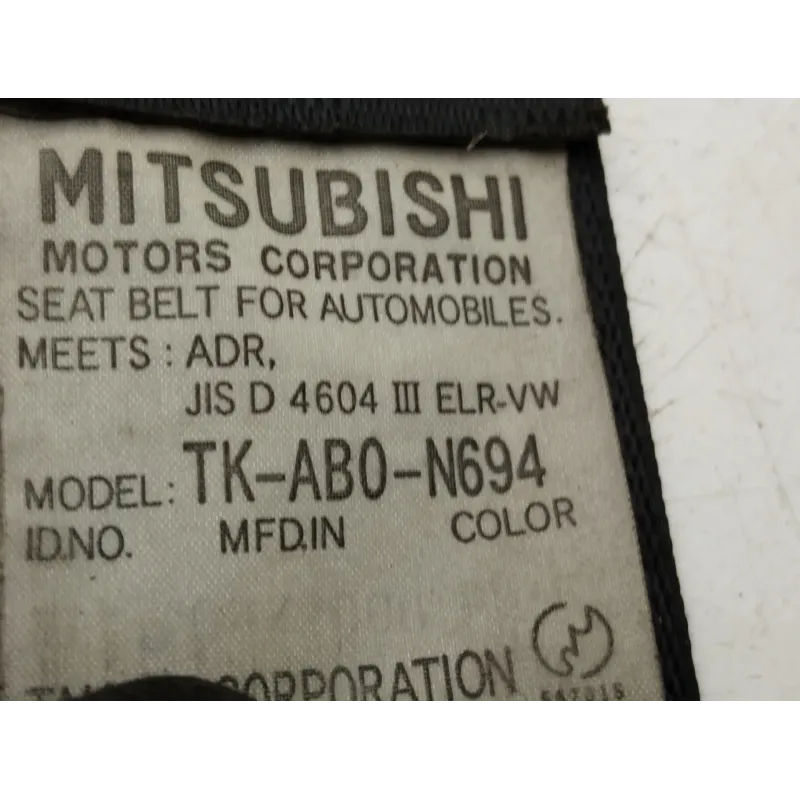 MITSUBISHI
MOTORS CORPORATION
SEAT BELT FOR AUTOMOBILES.
MEETS : ADR,
JIS D 4604 III ELR-VW
MODEL: TK-AB0-N694
ID.NO. MFD.IN COLOR
CORPORATION